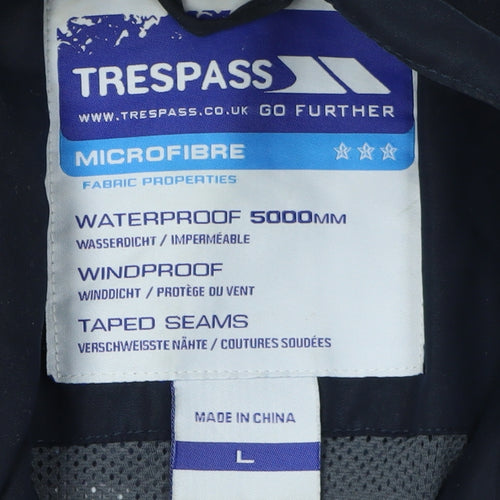 TRESPASS
WWW.TRESPASS.CO.UK GO FURTHER
MICROFIBRE
FABRIC PROPERTIES
WATERPROOF 5000MM
WASSERDICHT / IMPERMÉABLE
WINDPROOF
WINDDICHT / PROTÈGE DU VENT
TAPED SEAMS
VERSCHWEISSTE NÄHTE / COUTURES SOUDÉES
MADE IN CHINA
L